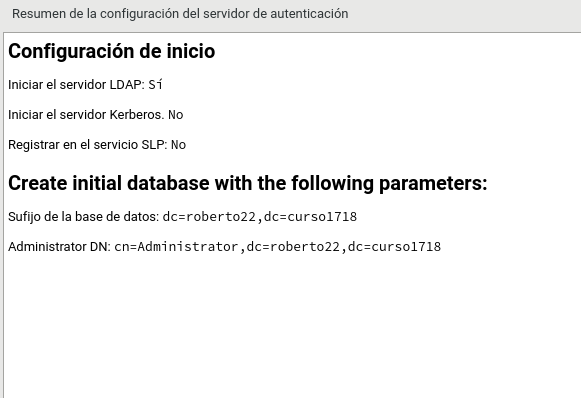 Resumen de la configuración del servidor de autenticación
Configuración de inicio
Iniciar el servidor LDAP: Sí
Iniciar el servidor Kerberos. No
Registrar en el servicio SLP: No
Create initial database with the following parameters:
Sufijo de la base de datos: dc=roberto22,dc=curso1718
Administrator DN: cn=Administrator,dc=roberto22,dc=curso1718